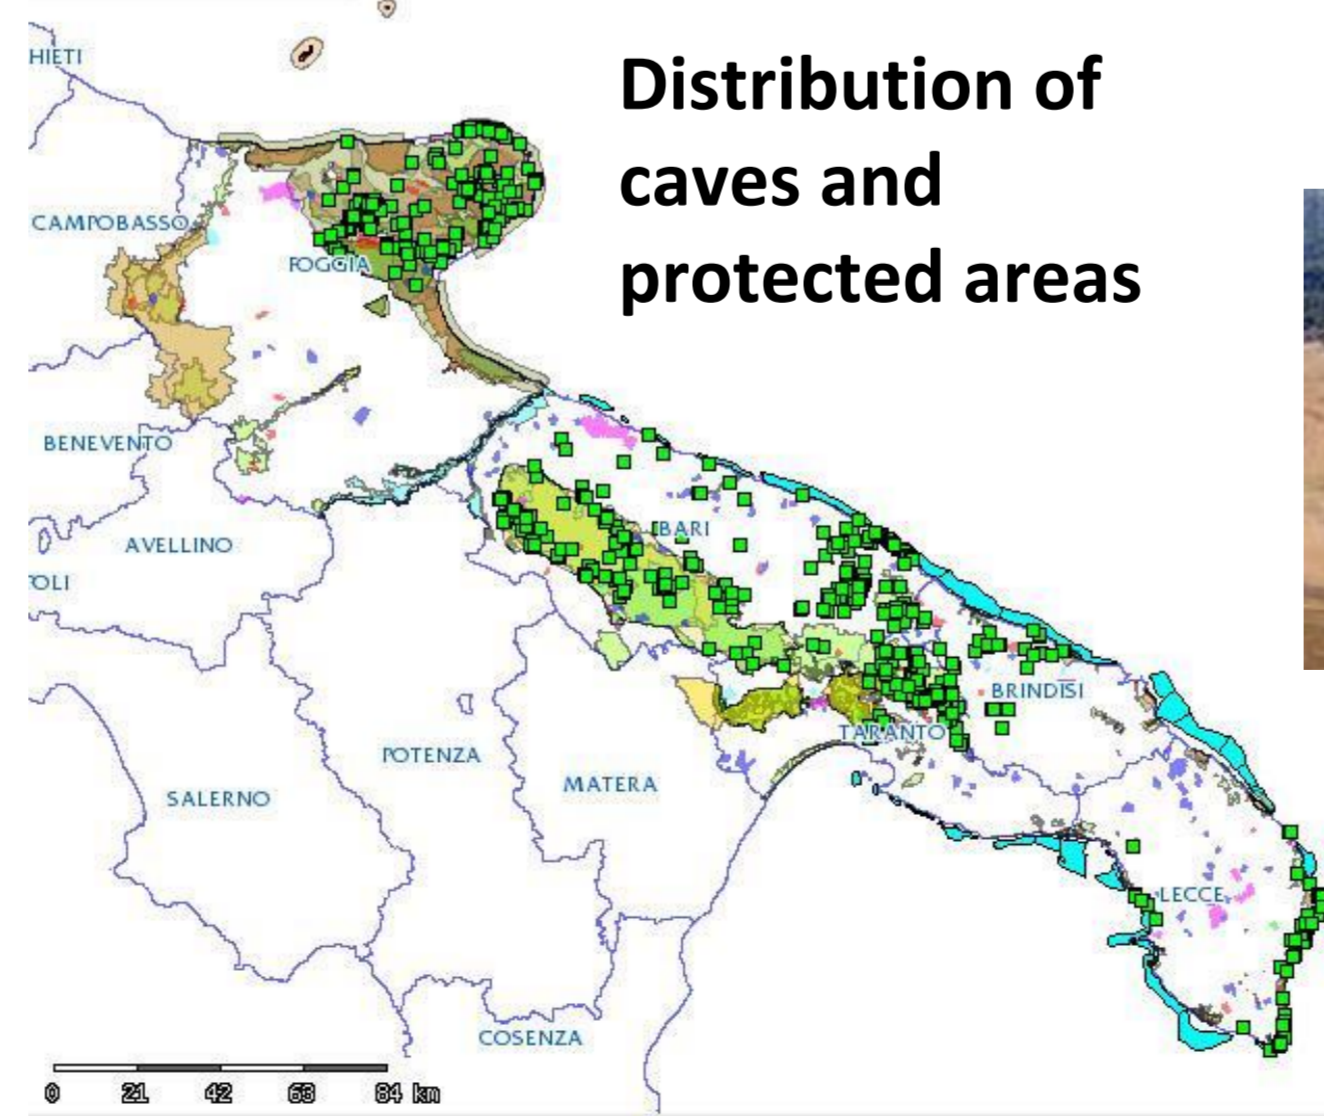 Distribution of
caves and
protected areas
HIETI
CAMPOBASSO
FOGGIA
BENEVENTO
BARI
AVELLINO
OLI
BRINDISI
TARANTO
POTENZA
MATERA
SALERNO
LECCE
COSENZA
0 21 42 63 84 km